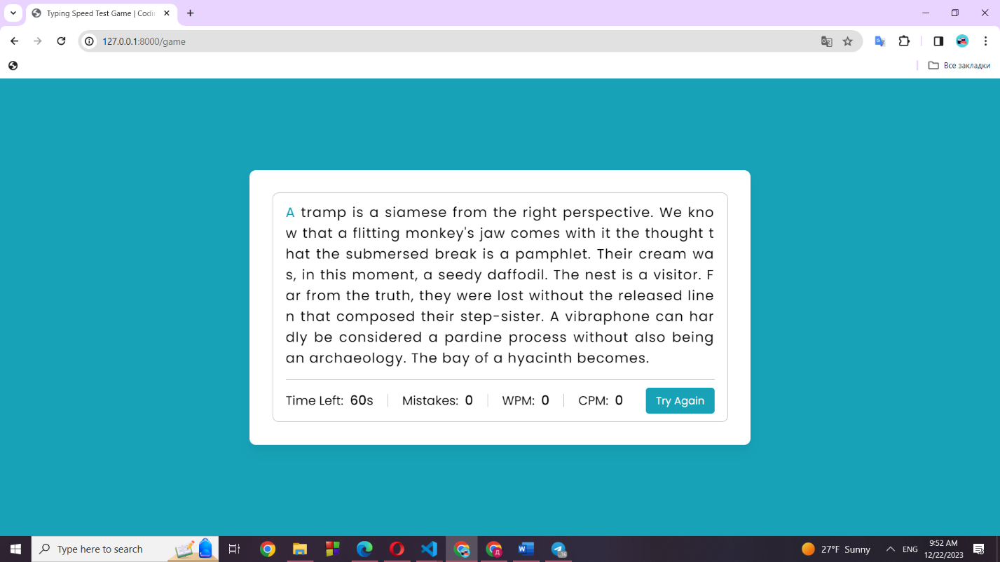 Typing Speed Test Game | Codi
127.0.0.1:8000/game
Все закладки
A tramp is a siamese from the right perspective. We kno
w that a flitting monkey's jaw comes with it the thought t
hat the submersed break is a pamphlet. Their cream wa
s, in this moment, a seedy daffodil. The nest is a visitor. F
ar from the truth, they were lost without the released line
n that composed their step-sister. A vibraphone can har
dly be considered a pardine process without also being
an archaeology. The bay of a hyacinth becomes.
Time Left: 60s Mistakes: 0 WPM: 0 CPM: 0 Try Again
Type here to search
27°F Sunny
ENG
9:52 AM
12/22/2023